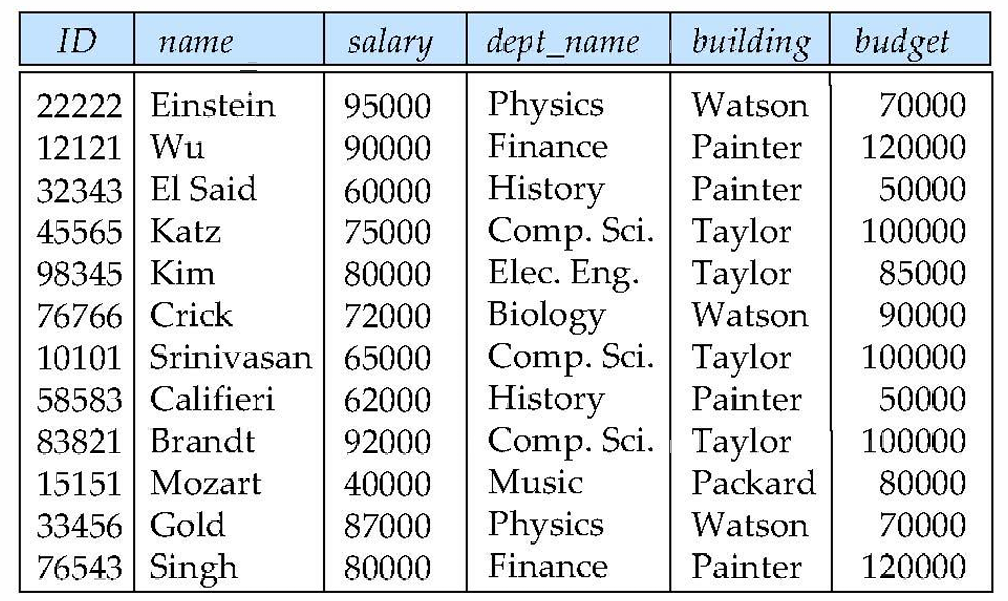 ID name salary dept_name building budget
22222 Einstein 95000 Physics Watson 70000
12121 Wu 90000 Finance Painter 120000
32343 El Said 60000 History Painter 50000
45565 Katz 75000 Comp. Sci. Taylor 100000
98345 Kim 80000 Elec. Eng. Taylor 85000
76766 Crick 72000 Biology Watson 90000
10101 Srinivasan 65000 Comp. Sci. Taylor 100000
58583 Califieri 62000 History Painter 50000
83821 Brandt 92000 Comp. Sci. Taylor 100000
15151 Mozart 40000 Music Packard 80000
33456 Gold 87000 Physics Watson 70000
76543 Singh 80000 Finance Painter 120000